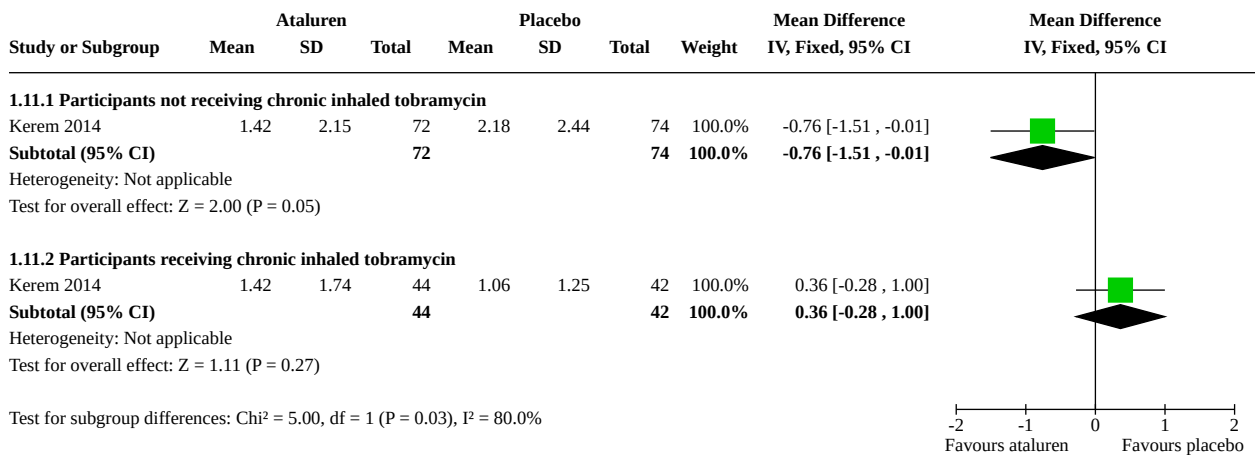 Ataluren Placebo Mean Difference Mean Difference
Study or Subgroup Mean SD Total Mean SD Total Weight IV, Fixed, 95% CI IV, Fixed, 95% CI
1.11.1 Participants not receiving chronic inhaled tobramycin
Kerem 2014 1.42 2.15 72 2.18 2.44 74 100.0% -0.76 [-1.51 , -0.01]
Subtotal (95% CI) 72 74 100.0% -0.76 [-1.51 , -0.01]
Heterogeneity: Not applicable
Test for overall effect: Z = 2.00 (P = 0.05)
1.11.2 Participants receiving chronic inhaled tobramycin
Kerem 2014 1.42 1.74 44 1.06 1.25 42 100.0% 0.36 [-0.28 , 1.00]
Subtotal (95% CI) 44 42 100.0% 0.36 [-0.28 , 1.00]
Heterogeneity: Not applicable
Test for overall effect: Z = 1.11 (P = 0.27)
Test for subgroup differences: Chi² = 5.00, df = 1 (P = 0.03), I² = 80.0%
-2 -1 0 1 2
Favours ataluren Favours placebo